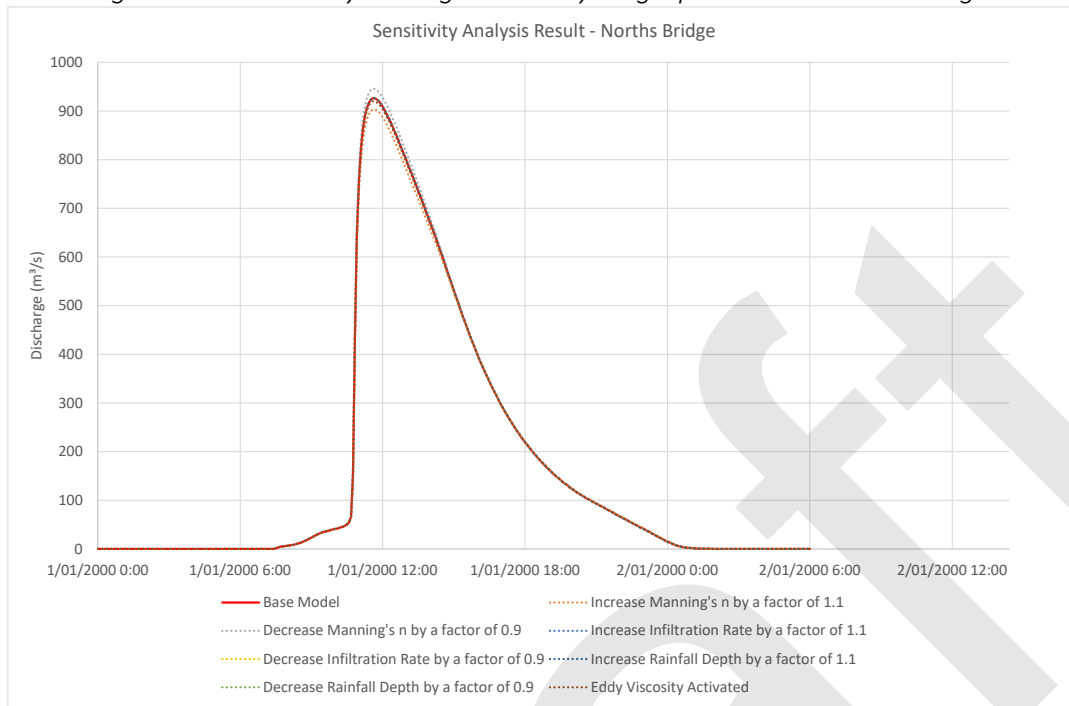 Sensitivity Analysis Result - Norths Bridge
1000
900
800
700
600
500
400
300
200
100
0
Discharge (m³/s)
1/01/2000 0:00
1/01/2000 6:00
1/01/2000 12:00
1/01/2000 18:00
2/01/2000 0:00
2/01/2000 6:00
2/01/2000 12:00
Base Model
Increase Manning's n by a factor of 1.1
Decrease Manning's n by a factor of 0.9
Increase Infiltration Rate by a factor of 1.1
Decrease Infiltration Rate by a factor of 0.9
Increase Rainfall Depth by a factor of 1.1
Decrease Rainfall Depth by a factor of 0.9
Eddy Viscosity Activated